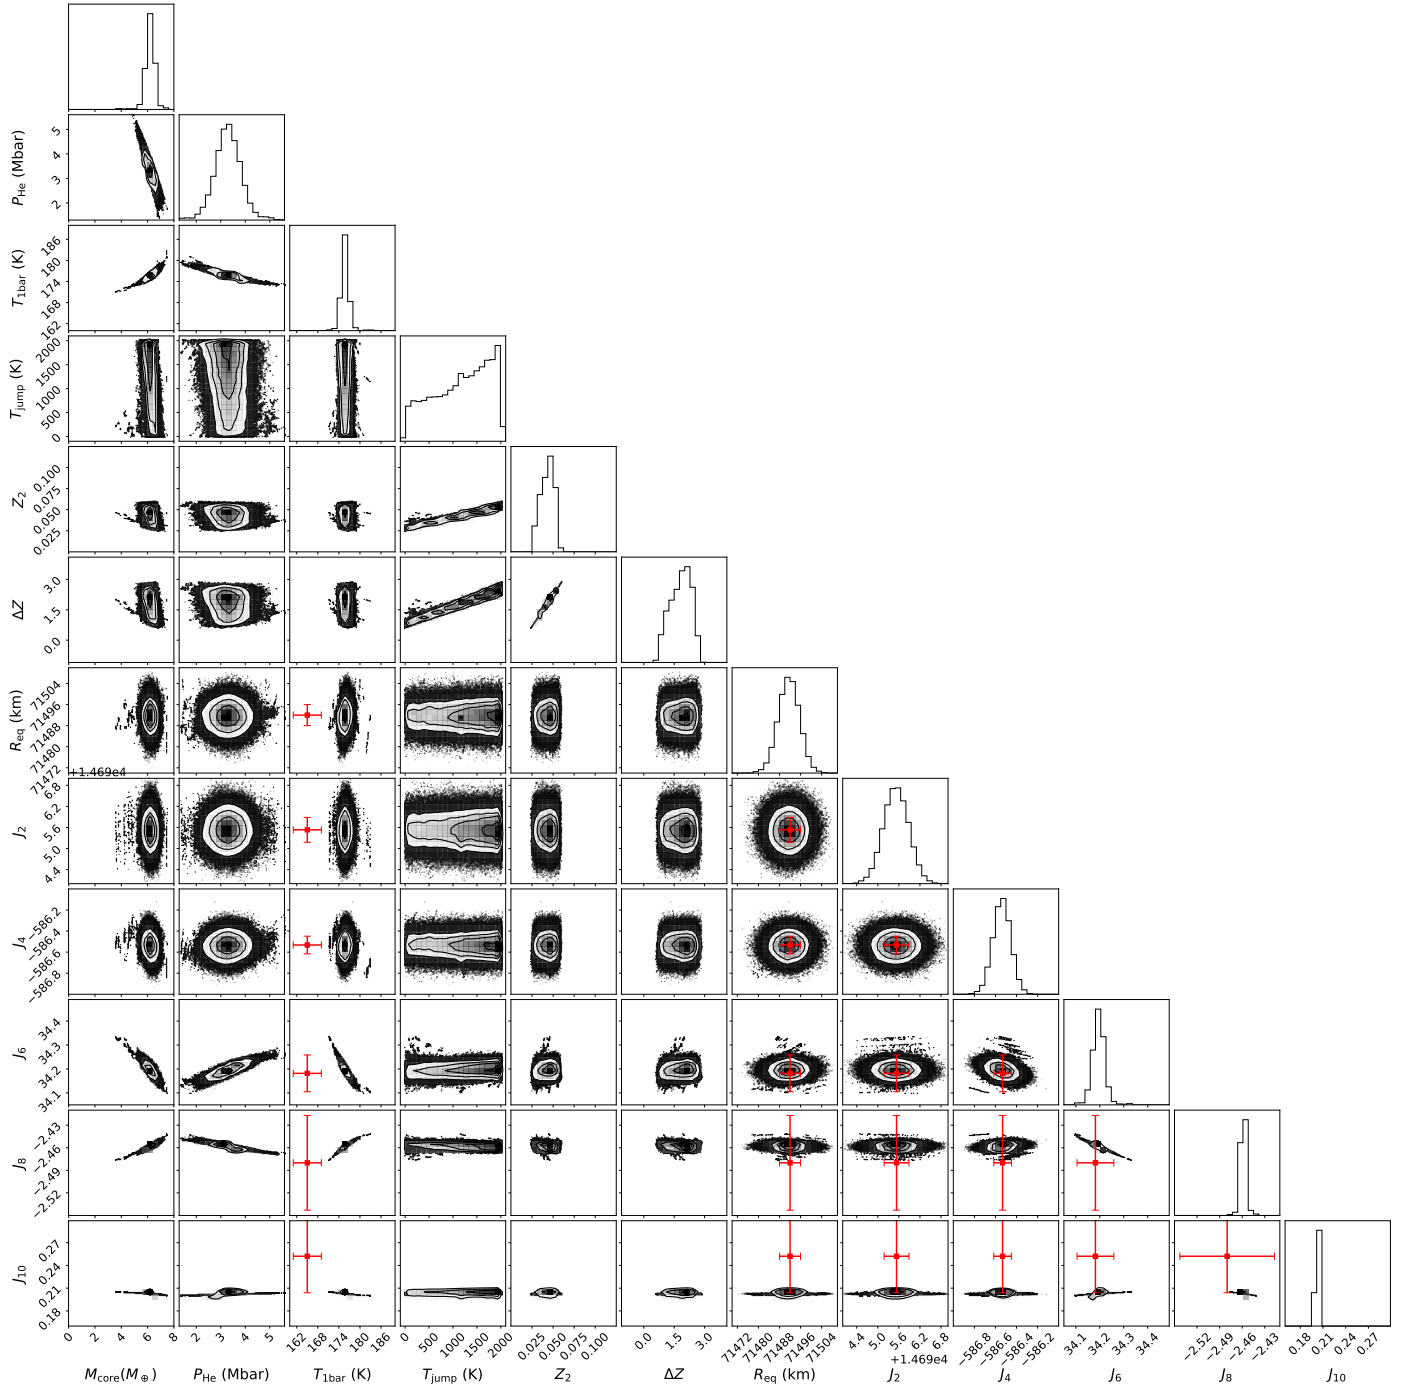 P_He (Mbar)
5
4
3
2
T_1bar (K)
186
180
174
168
162
T_jump (K)
2000
1500
1000
500
0
Z_2
0.100
0.075
0.050
0.025
ΔZ
3.0
1.5
0.0
R_eq (km)
71504
71496
71488
71480
71472
+1.469e4
J_2
6.8
6.2
5.6
5.0
4.4
J_4
−586.2
−586.4
−586.6
−586.8
J_6
34.4
34.3
34.2
34.1
J_8
−2.43
−2.46
−2.49
−2.52
J_10
0.27
0.24
0.21
0.18
0 2 4 6 8
2 3 4 5
162 168 174 180 186
0 500 1000 1500 2000
0.025 0.050 0.075 0.100
0.0 1.5 3.0
71472 71480 71488 71496 71504
4.4 5.0 5.6 6.2 6.8
+1.469e4
−586.8 −586.6 −586.4 −586.2
34.1 34.2 34.3 34.4
−2.52 −2.49 −2.46 −2.43
0.18 0.21 0.24 0.27
M_core(M_⊕) P_He (Mbar) T_1bar (K) T_jump (K) Z_2 ΔZ R_eq (km) J_2 J_4 J_6 J_8 J_10